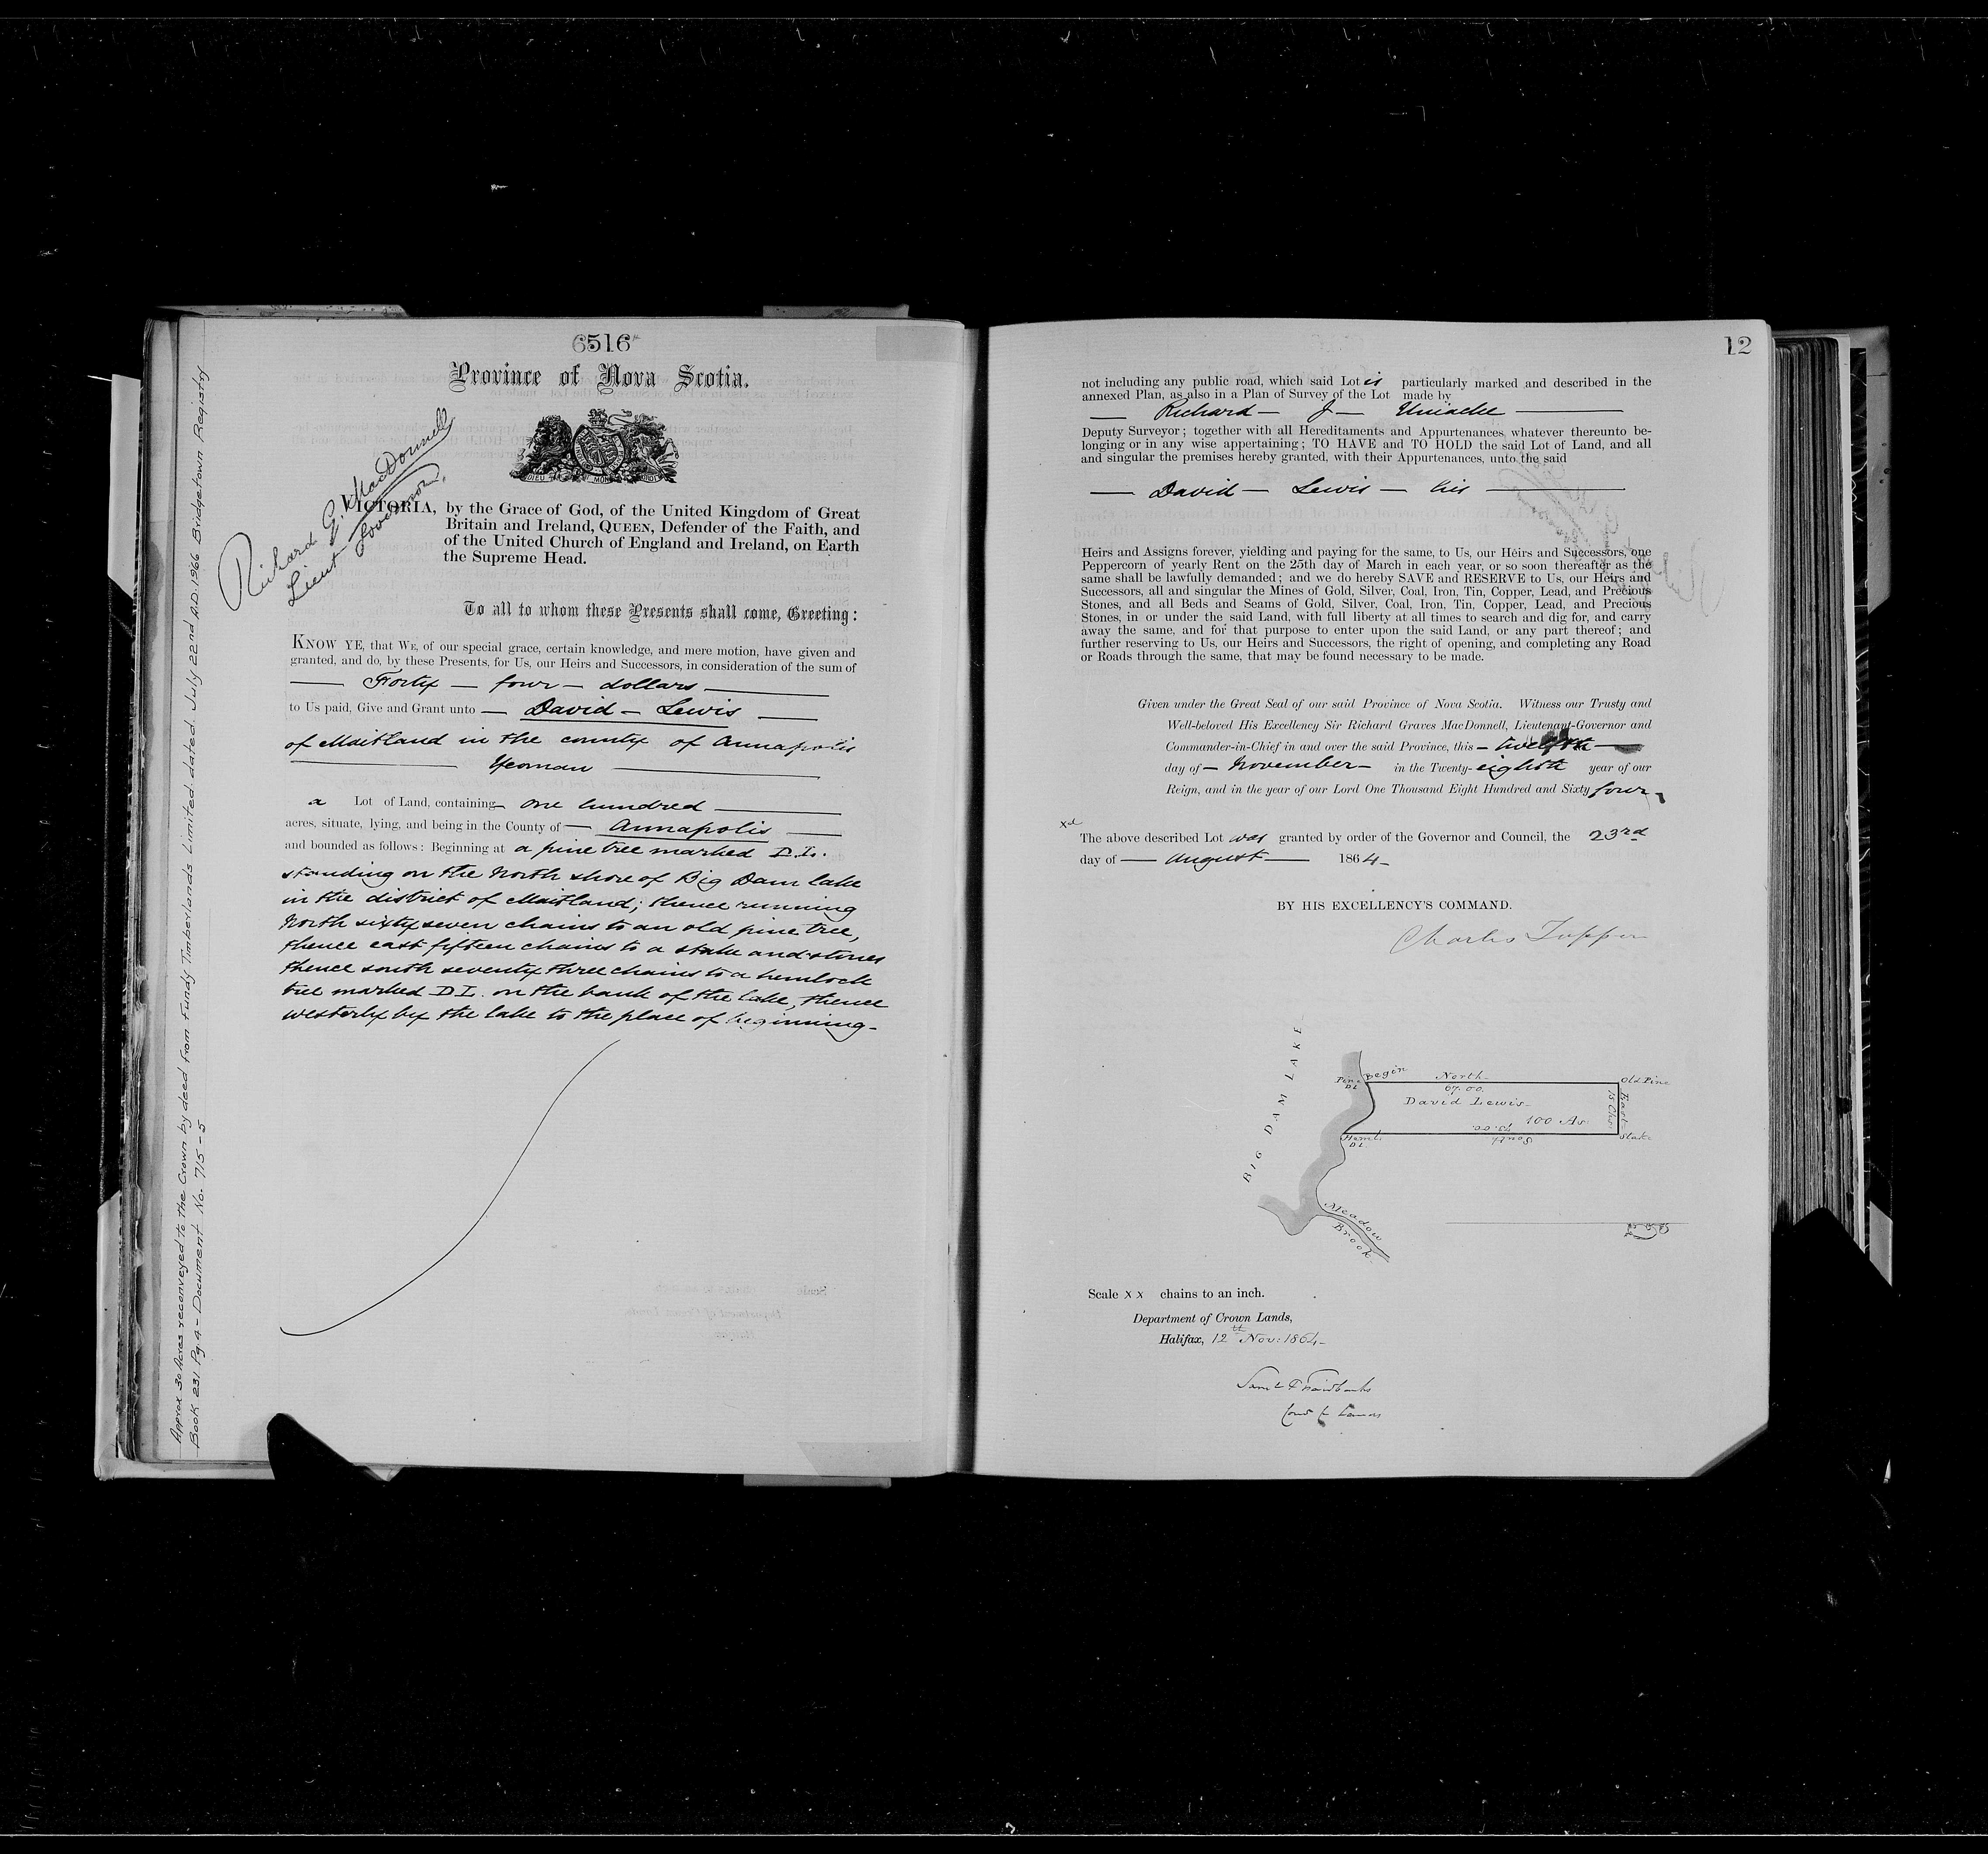 6516
Province of Nova Scotia.
Richard G. MacDonnell
Lieut Governor.
DIEU ET MON DROIT
VICTORIA, by the Grace of God, of the United Kingdom of Great
Britain and Ireland, QUEEN, Defender of the Faith, and
of the United Church of England and Ireland, on Earth
the Supreme Head.
To all to whom these Presents shall come, Greeting:
KNOW YE, that WE, of our special grace, certain knowledge, and mere motion, have given and
granted, and do, by these Presents, for Us, our Heirs and Successors, in consideration of the sum of
— Forty — four — dollars —
to Us paid, Give and Grant unto — David — Lewis —
of Maitland in the county of Annapolis
— Yeoman —
a Lot of Land, containing — one hundred —
acres, situate, lying, and being in the County of — Annapolis —
and bounded as follows: Beginning at a pine tree marked D.L.
standing on the North shore of Big Dam lake
in the district of Maitland; thence running
North sixty seven chains to an old pine tree,
thence east fifteen chains to a stake and stones
thence south seventy three chains to a hemlock
tree marked D L. on the bank of the lake, thence
westerly by the lake to the place of beginning-
Approx 30 Acres reconveyed to the Crown by deed from Fundy Timberlands Limited. dated. July 22nd A.D. 1966 Bridgetown Registry
Book 231 Pg. 4 - Document No. 715 - 5
12
not including any public road, which said Lot is particularly marked and described in the
annexed Plan, as also in a Plan of Survey of the Lot made by
— Richard — J — Uniacke —
Deputy Surveyor; together with all Hereditaments and Appurtenances whatever thereunto be-
longing or in any wise appertaining; TO HAVE and TO HOLD the said Lot of Land, and all
and singular the premises hereby granted, with their Appurtenances, unto the said
— David — Lewis — his —
Heirs and Assigns forever, yielding and paying for the same, to Us, our Heirs and Successors, one
Peppercorn of yearly Rent on the 25th day of March in each year, or so soon thereafter as the
same shall be lawfully demanded; and we do hereby SAVE and RESERVE to Us, our Heirs and
Successors, all and singular the Mines of Gold, Silver, Coal, Iron, Tin, Copper, Lead, and Precious
Stones, and all Beds and Seams of Gold, Silver, Coal, Iron, Tin, Copper, Lead, and Precious
Stones, in or under the said Land, with full liberty at all times to search and dig for, and carry
away the same, and for that purpose to enter upon the said Land, or any part thereof; and
further reserving to Us, our Heirs and Successors, the right of opening, and completing any Road
or Roads through the same, that may be found necessary to be made.
Given under the Great Seal of our said Province of Nova Scotia. Witness our Trusty and
Well-beloved His Excellency Sir Richard Graves MacDonnell, Lieutenant-Governor and
Commander-in-Chief in and over the said Province, this — twelfth —
day of — November — in the Twenty-eighth year of our
Reign, and in the year of our Lord One Thousand Eight Hundred and Sixty four
xd
The above described Lot was granted by order of the Governor and Council, the 23rd
day of — August — 1864-
BY HIS EXCELLENCY'S COMMAND.
Charles Tupper
BIG DAM LAKE
Pine
DL
Begin
North
67.00.
Old Pine
David Lewis
100 As.
East
15 Chs.
73.00.
South
Stake
Heml.
DL.
Meadow
Brook
Scale X X chains to an inch.
Department of Crown Lands,
Halifax, 12th Nov: 1864-
Saml P Fairbanks